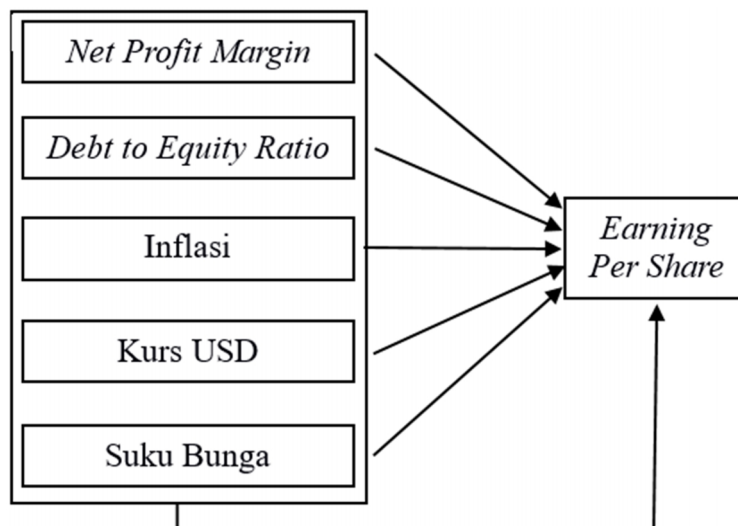 Net Profit Margin
Debt to Equity Ratio
Inflasi
Kurs USD
Suku Bunga
Earning
Per Share